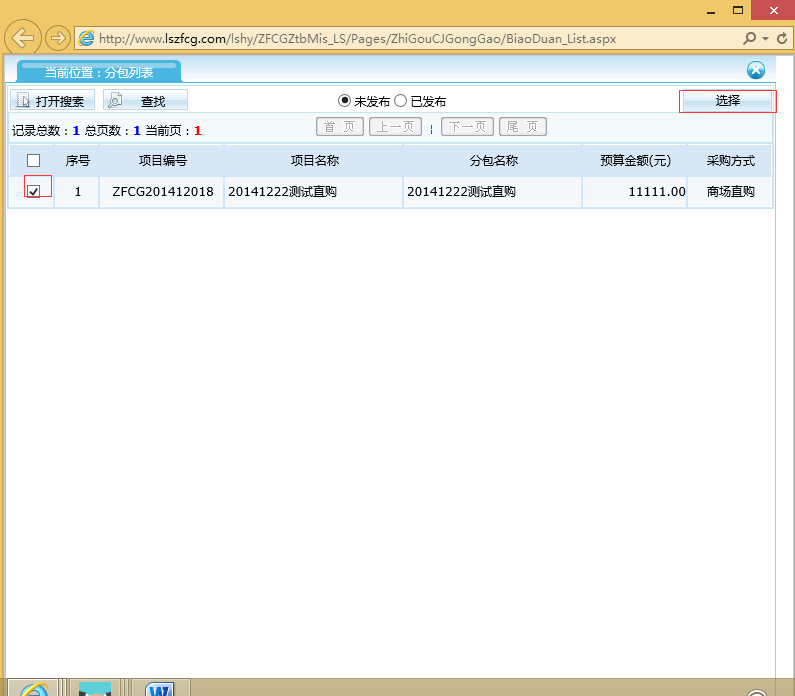 http://www.lszfcg.com/lshy/ZFCGZtbMis_LS/Pages/ZhiGouCJGongGao/BiaoDuan_List.aspx
当前位置：分包列表
打开搜索 查找 未发布 已发布 选择
记录总数：1 总页数：1 当前页：1 首 页 上一页 ¦ 下一页 尾 页
序号 项目编号 项目名称 分包名称 预算金额(元) 采购方式
1 ZFCG201412018 20141222测试直购 20141222测试直购 11111.00 商场直购